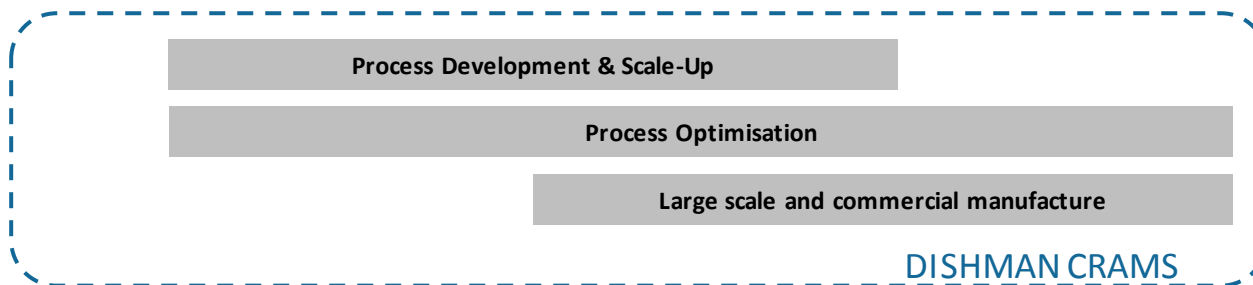 Process Development & Scale-Up
Process Optimisation
Large scale and commercial manufacture
DISHMAN CRAMS